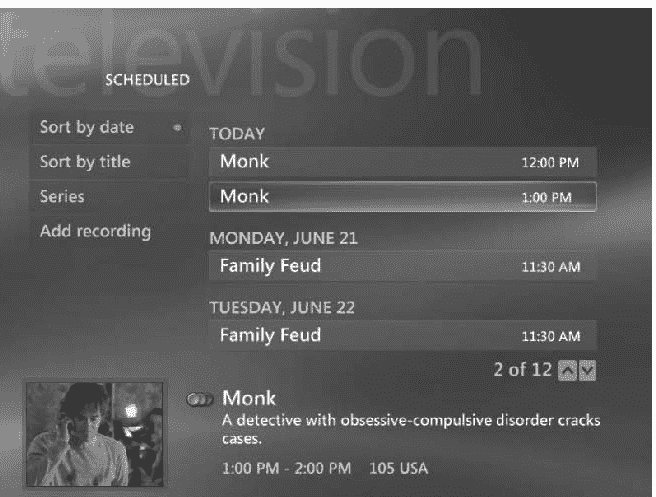 television
SCHEDULED
Sort by date
Sort by title
Series
Add recording
TODAY
Monk 12:00 PM
Monk 1:00 PM
MONDAY, JUNE 21
Family Feud 11:30 AM
TUESDAY, JUNE 22
Family Feud 11:30 AM
2 of 12
Monk
A detective with obsessive-compulsive disorder cracks
cases.
1:00 PM - 2:00 PM 105 USA